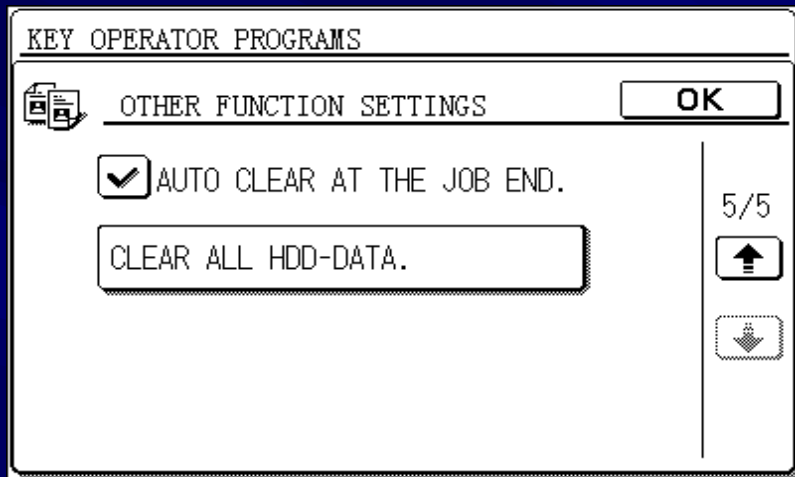 KEY OPERATOR PROGRAMS
OTHER FUNCTION SETTINGS
OK
AUTO CLEAR AT THE JOB END.
5/5
CLEAR ALL HDD-DATA.